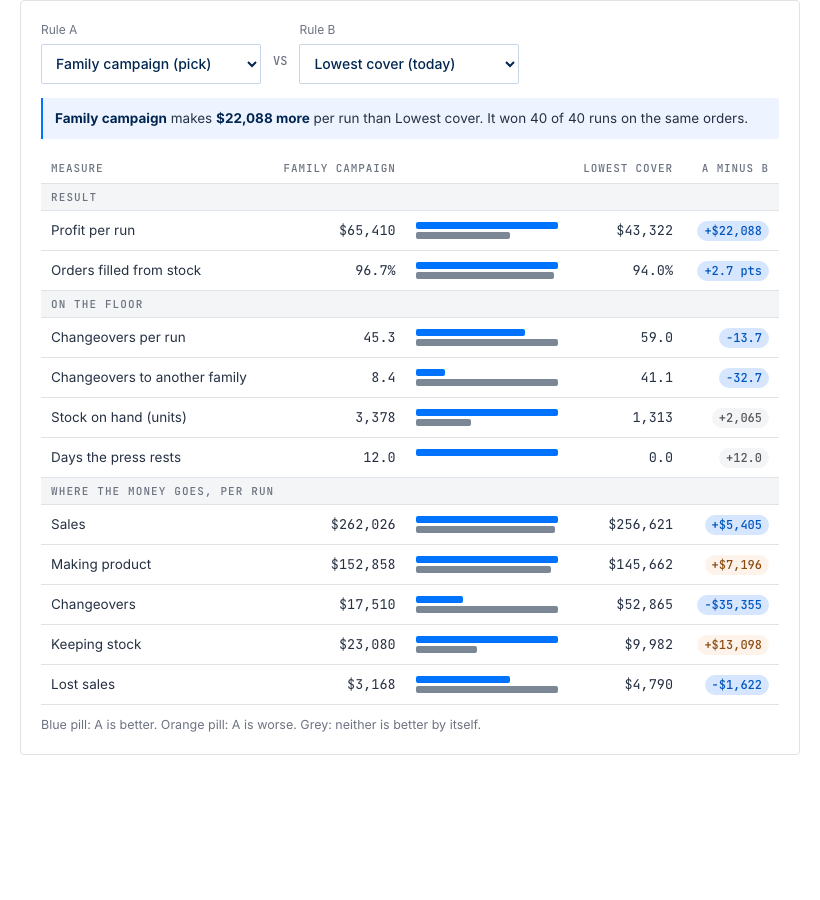 Rule A Rule B
Family campaign (pick) VS Lowest cover (today)
Family campaign makes $22,088 more per run than Lowest cover. It won 40 of 40 runs on the same orders.
MEASURE FAMILY CAMPAIGN LOWEST COVER A MINUS B
RESULT
Profit per run $65,410 $43,322 +$22,088
Orders filled from stock 96.7% 94.0% +2.7 pts
ON THE FLOOR
Changeovers per run 45.3 59.0 -13.7
Changeovers to another family 8.4 41.1 -32.7
Stock on hand (units) 3,378 1,313 +2,065
Days the press rests 12.0 0.0 +12.0
WHERE THE MONEY GOES, PER RUN
Sales $262,026 $256,621 +$5,405
Making product $152,858 $145,662 +$7,196
Changeovers $17,510 $52,865 -$35,355
Keeping stock $23,080 $9,982 +$13,098
Lost sales $3,168 $4,790 -$1,622
Blue pill: A is better. Orange pill: A is worse. Grey: neither is better by itself.